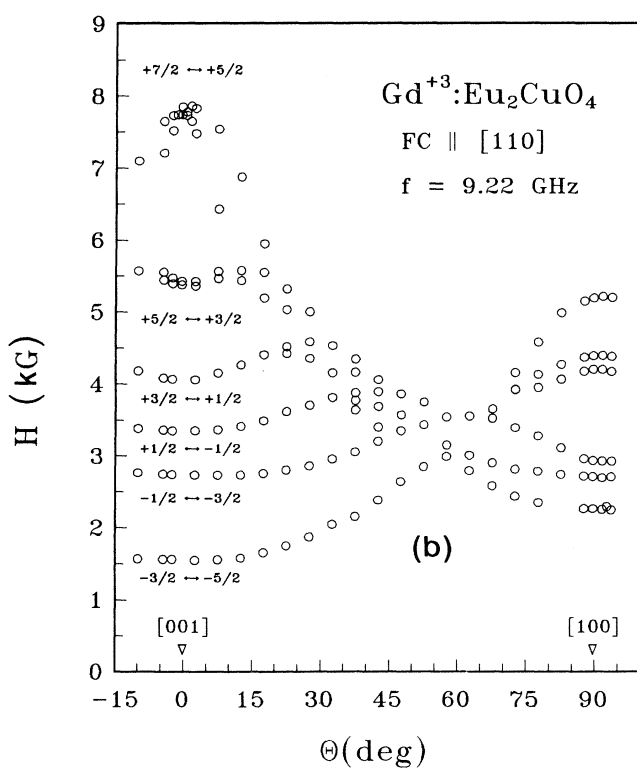 9
+7/2 ↔ +5/2
8
Gd+3:Eu2CuO4
FC || [110]
7
f = 9.22 GHz
6
5
+5/2 ↔ +3/2
H (kG)
4
+3/2 ↔ +1/2
+1/2 ↔ -1/2
3
-1/2 ↔ -3/2
2
(b)
-3/2 ↔ -5/2
1
[001]
[100]
0
-15 0 15 30 45 60 75 90
Θ(deg)